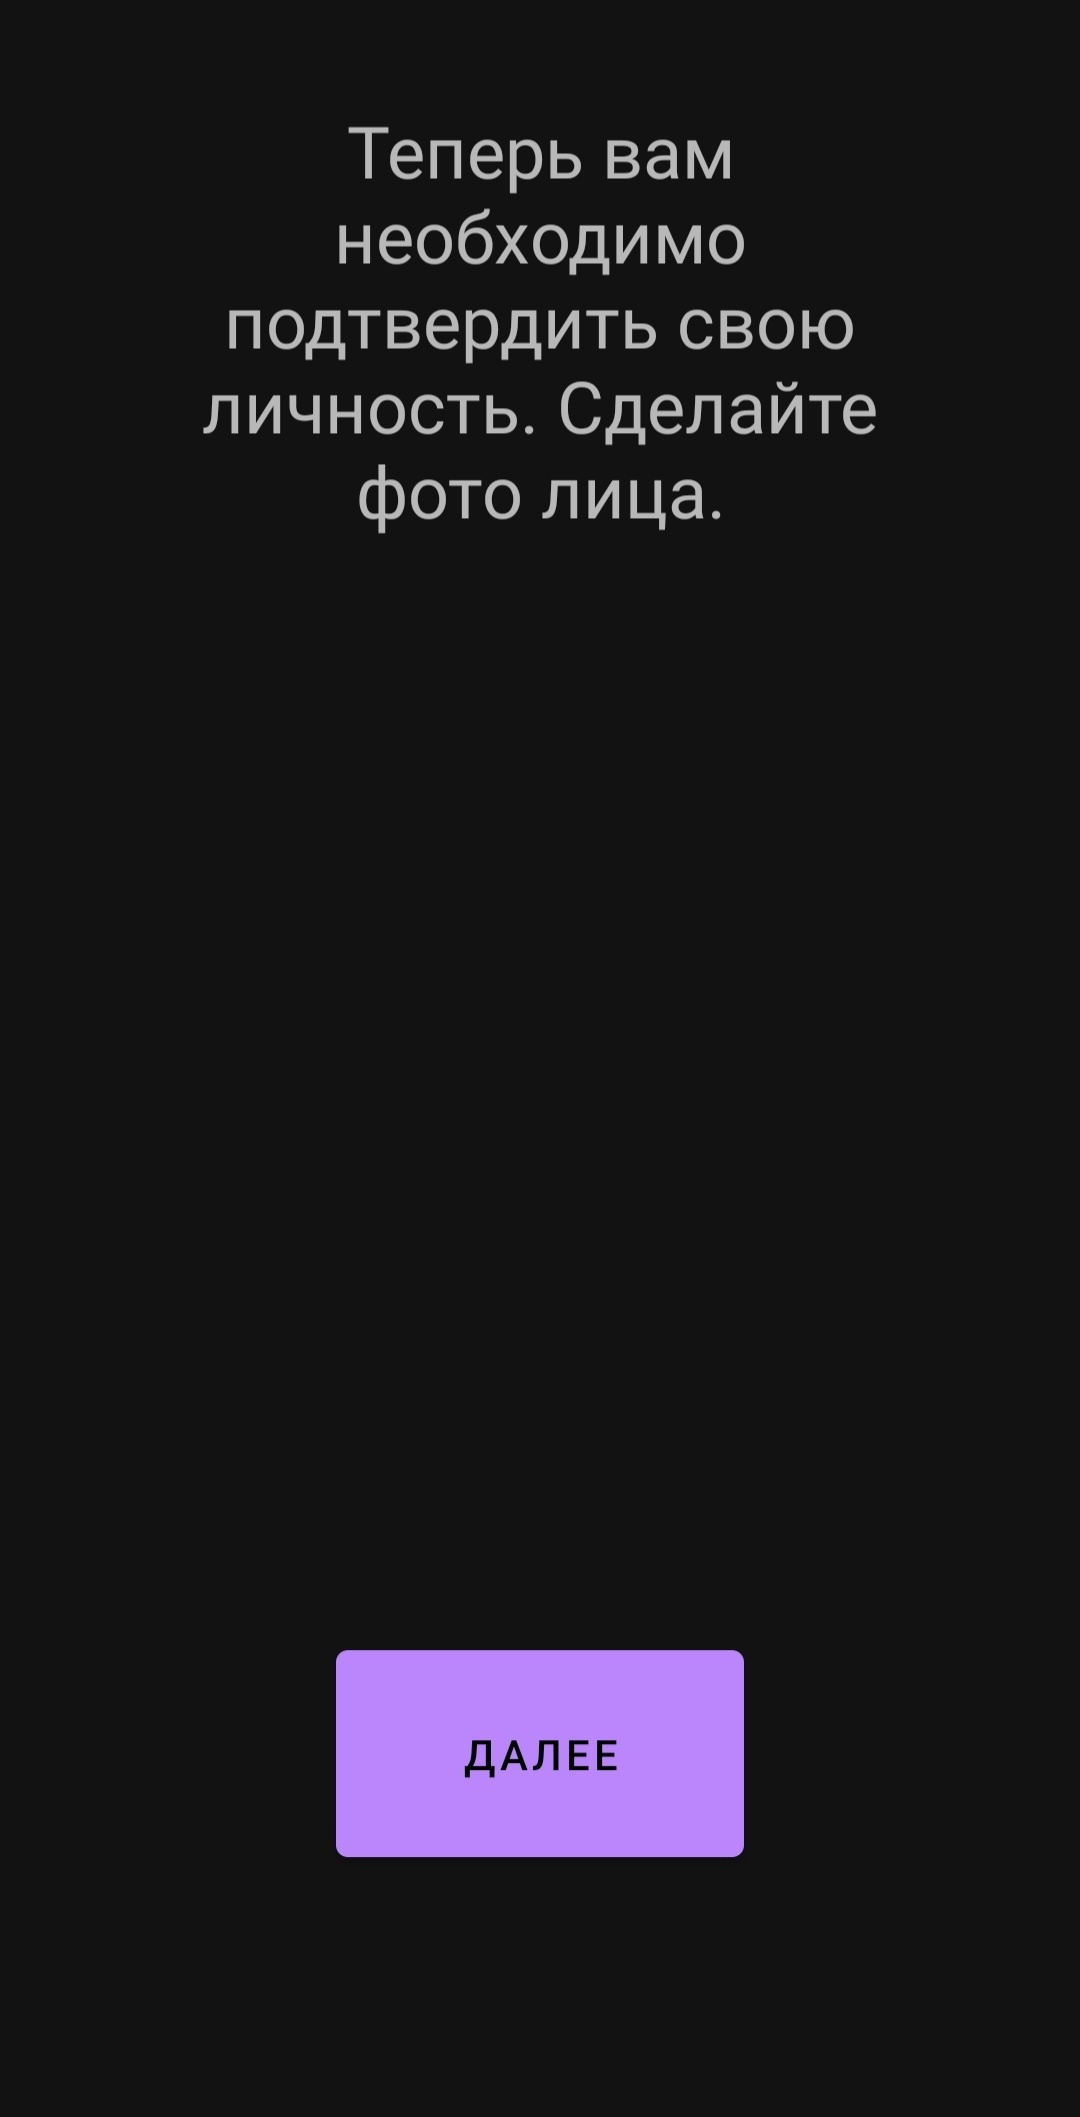 Теперь вам
необходимо
подтвердить свою
личность. Сделайте
фото лица.
ДАЛЕЕ